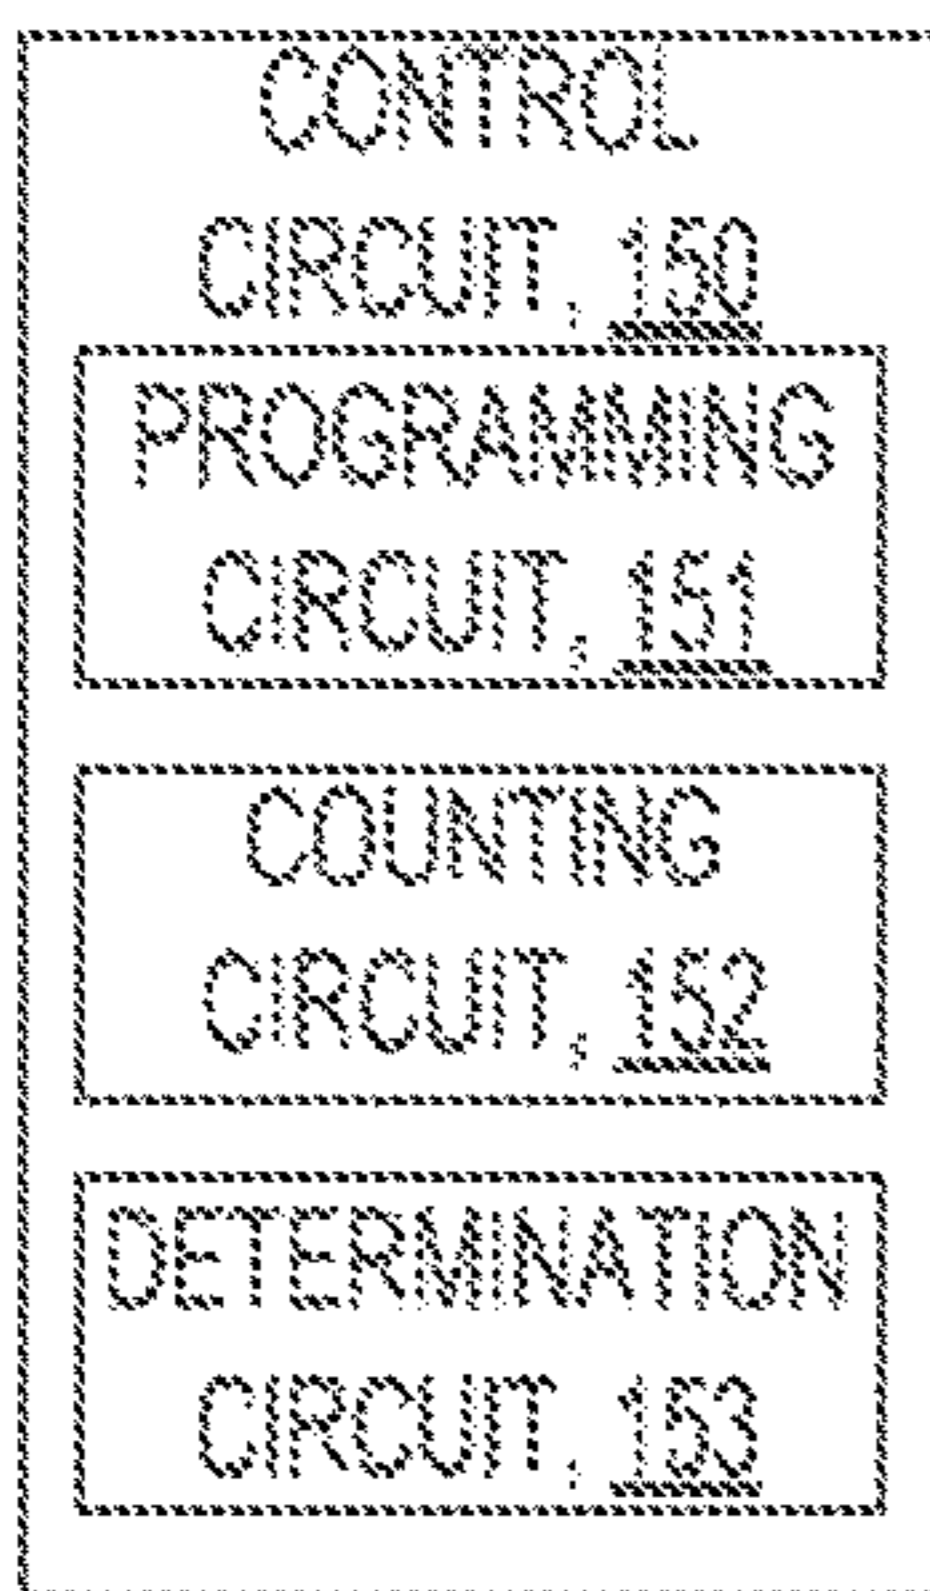 CONTROL
CIRCUIT, 150
PROGRAMMING
CIRCUIT, 151
COUNTING
CIRCUIT, 152
DETERMINATION
CIRCUIT, 153